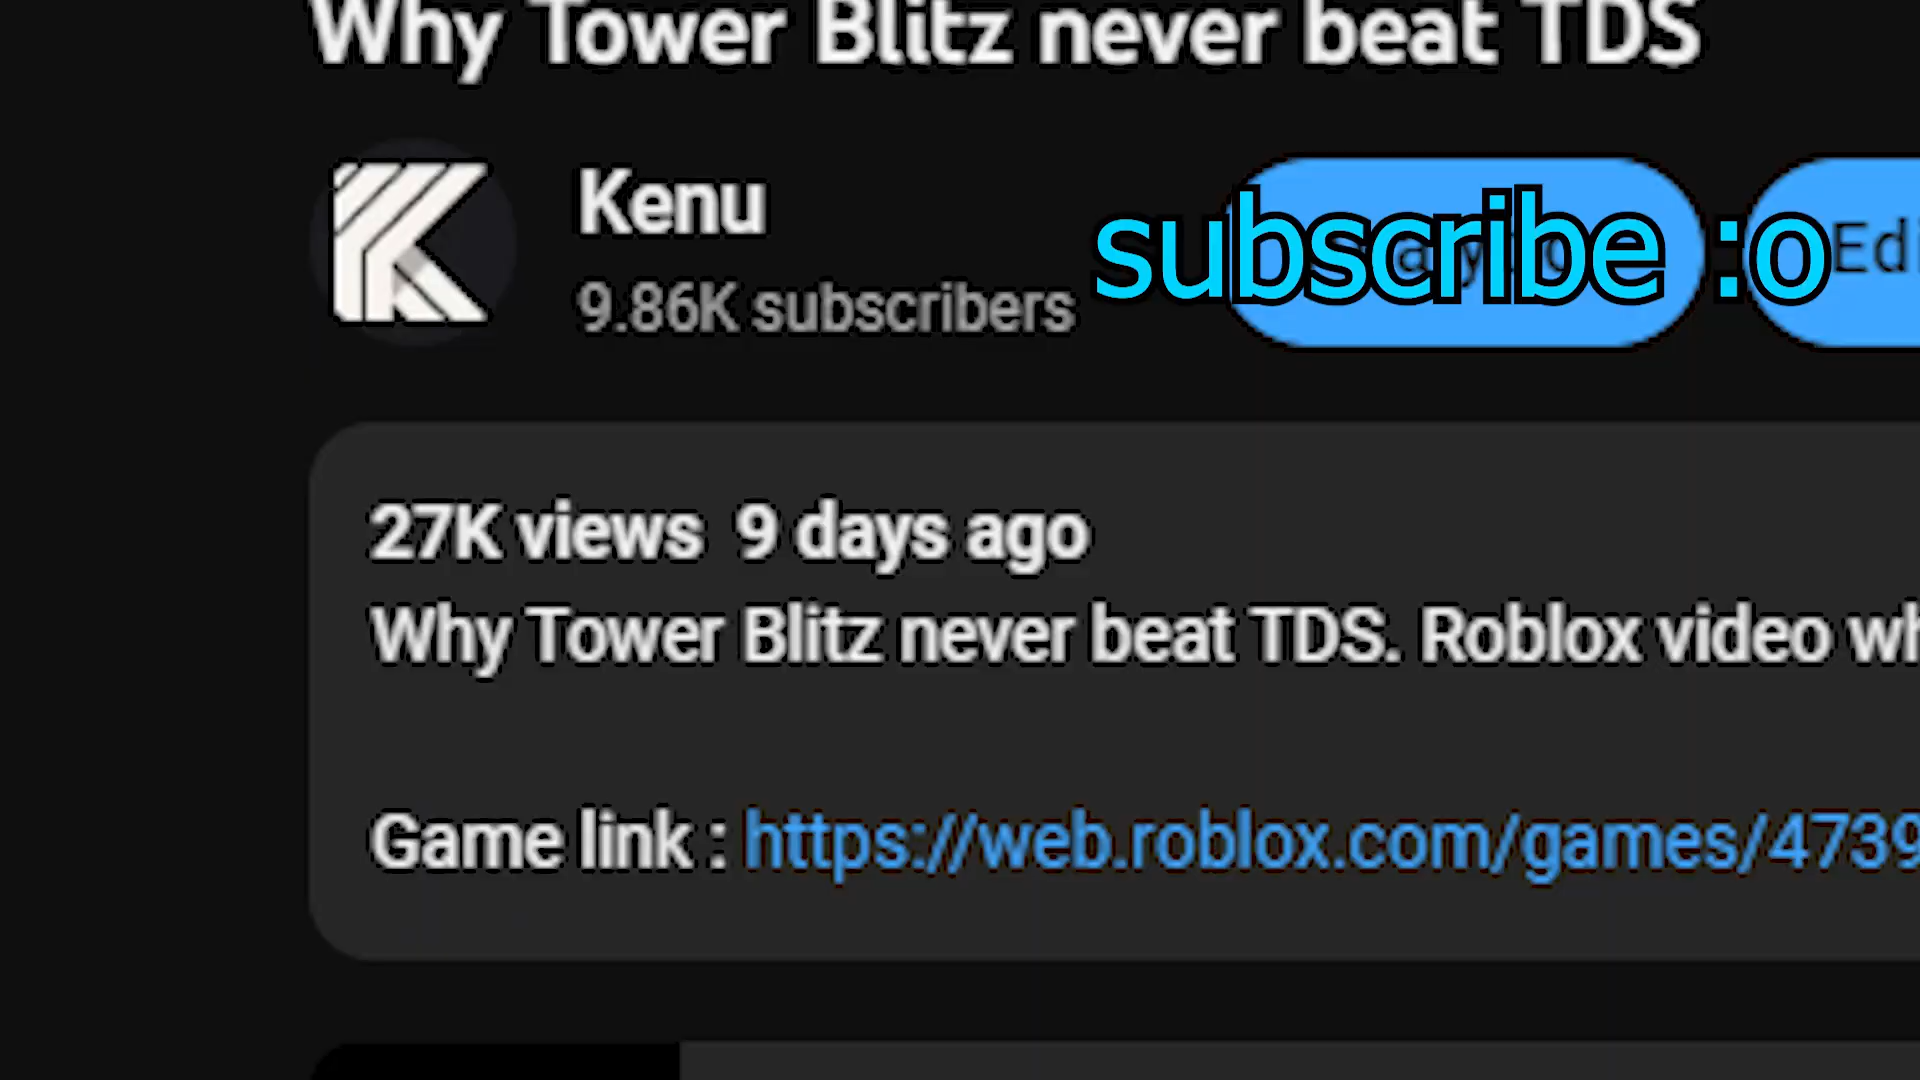 Why Tower Blitz never beat TDS
Kenu
9.86K subscribers
subscribe :o
Edi
27K views 9 days ago
Why Tower Blitz never beat TDS. Roblox video wh
Game link : https://web.roblox.com/games/4739